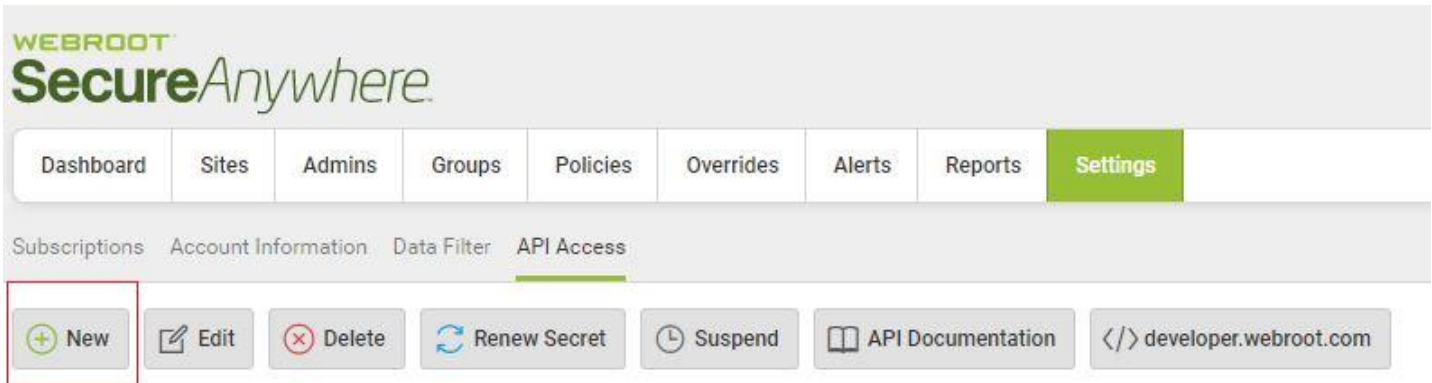 WEBROOT
SecureAnywhere.
Dashboard Sites Admins Groups Policies Overrides Alerts Reports Settings
Subscriptions Account Information Data Filter API Access
New Edit Delete Renew Secret Suspend API Documentation </> developer.webroot.com